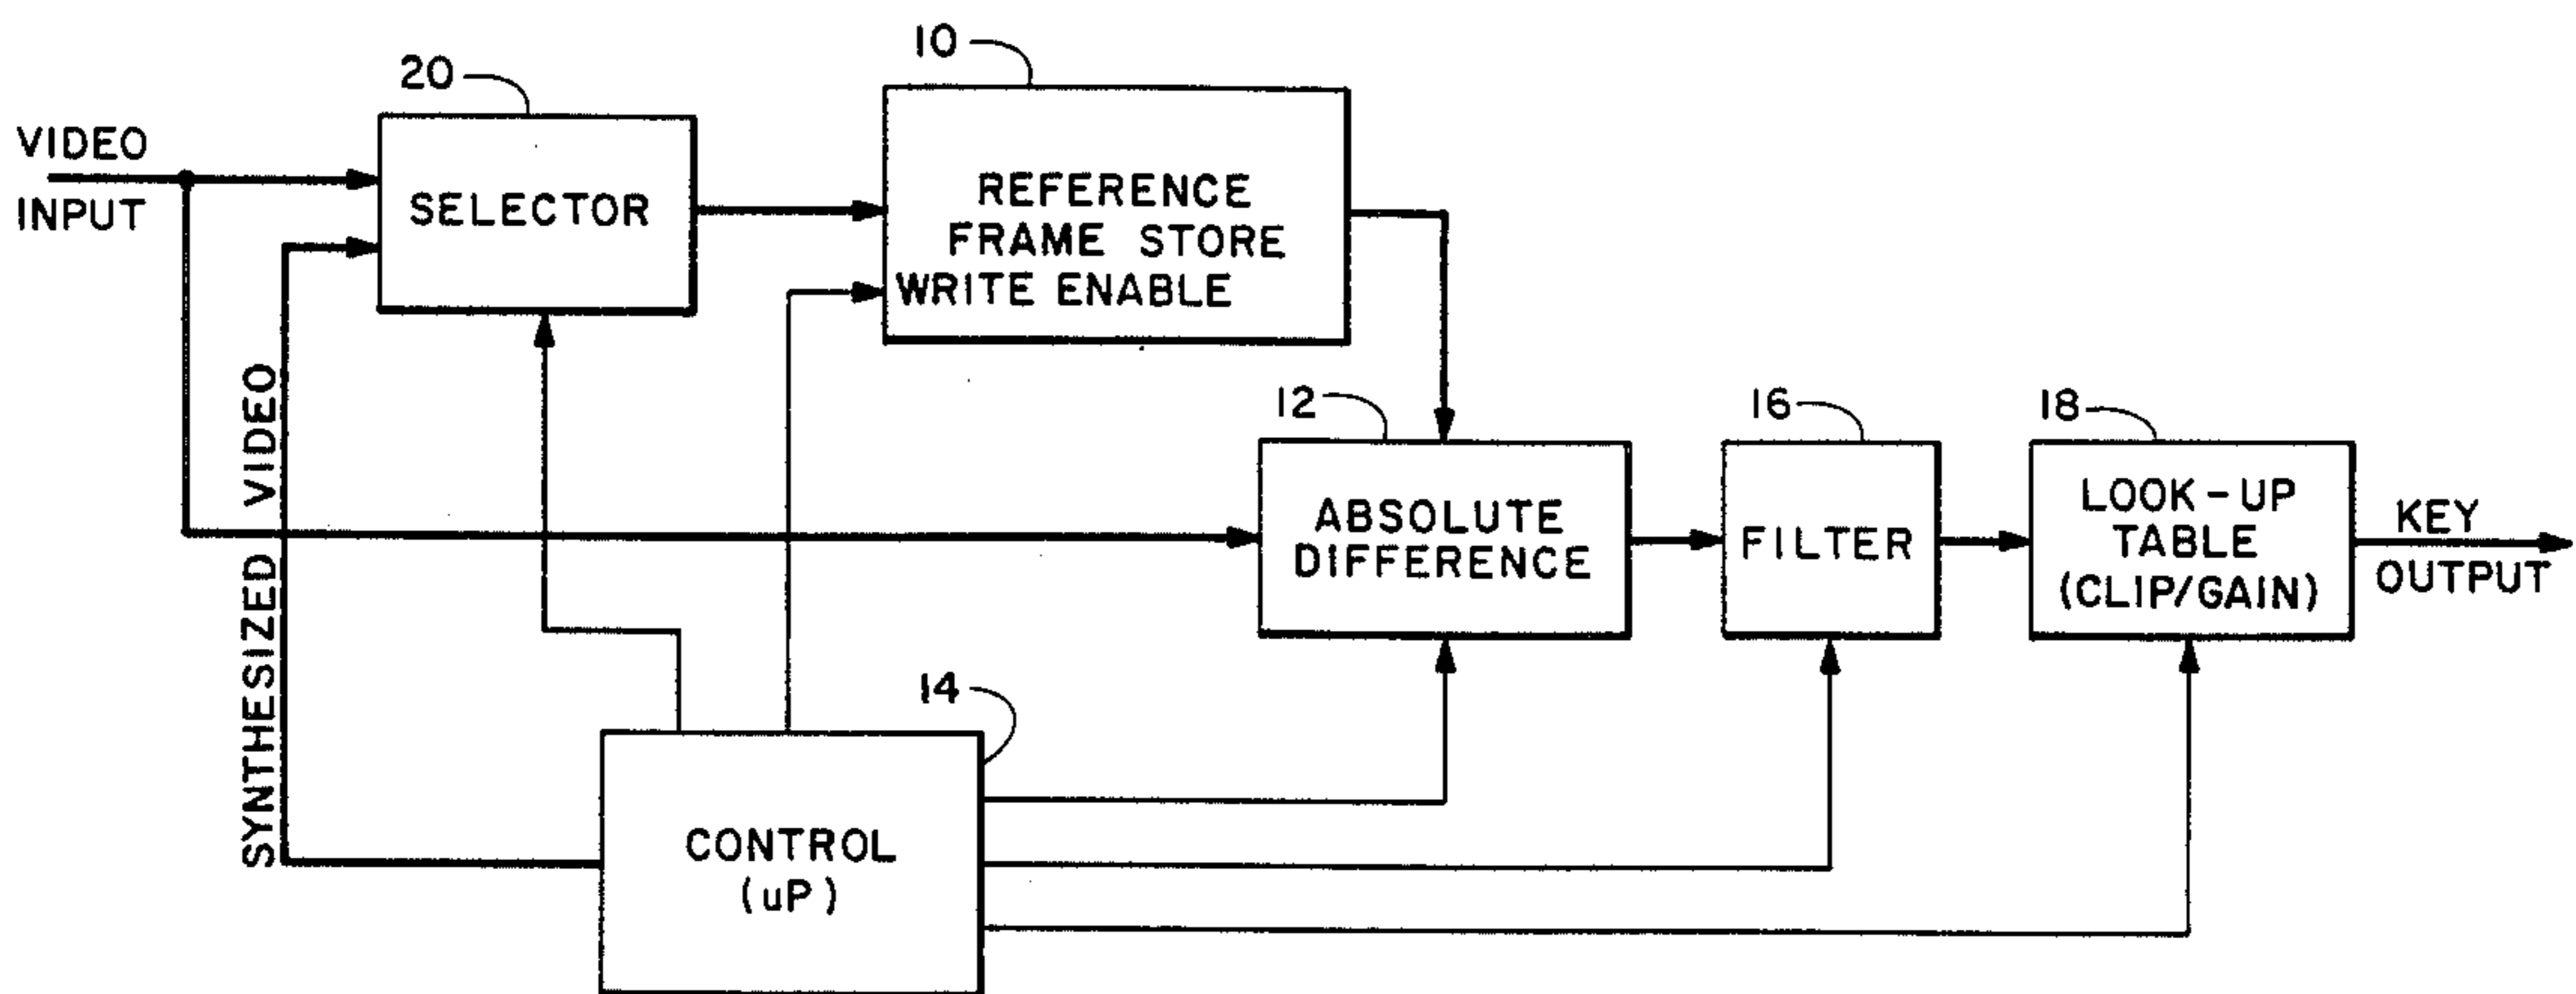 10
20
VIDEO
INPUT
SELECTOR
REFERENCE
FRAME STORE
WRITE ENABLE
SYNTHESIZED VIDEO
12
16
18
ABSOLUTE
DIFFERENCE
FILTER
LOOK-UP
TABLE
(CLIP/GAIN)
KEY
OUTPUT
14
CONTROL
(uP)